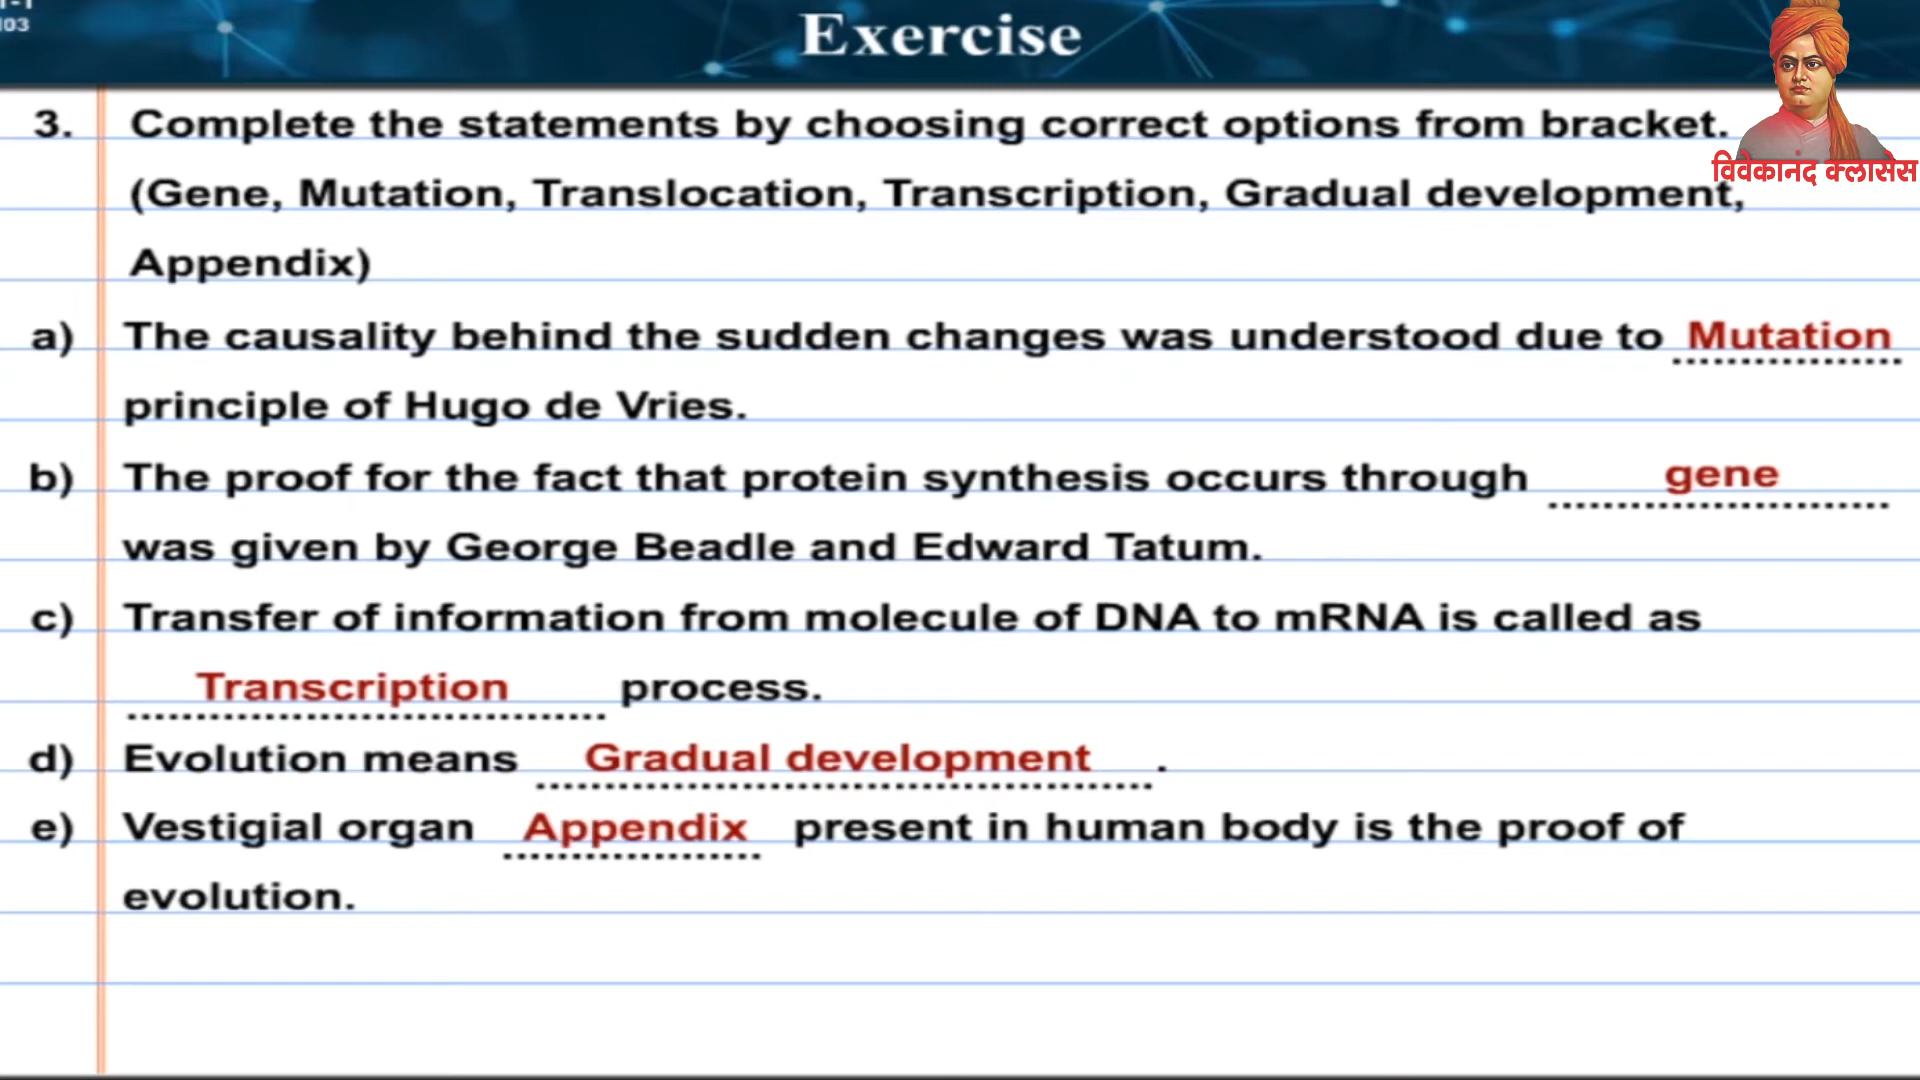 Exercise
103
3. Complete the statements by choosing correct options from bracket.
(Gene, Mutation, Translocation, Transcription, Gradual development,
Appendix)
विवेकानद क्लासेस
a) The causality behind the sudden changes was understood due to Mutation
principle of Hugo de Vries.
b) The proof for the fact that protein synthesis occurs through gene
was given by George Beadle and Edward Tatum.
c) Transfer of information from molecule of DNA to mRNA is called as
Transcription process.
d) Evolution means Gradual development .
e) Vestigial organ Appendix present in human body is the proof of
evolution.